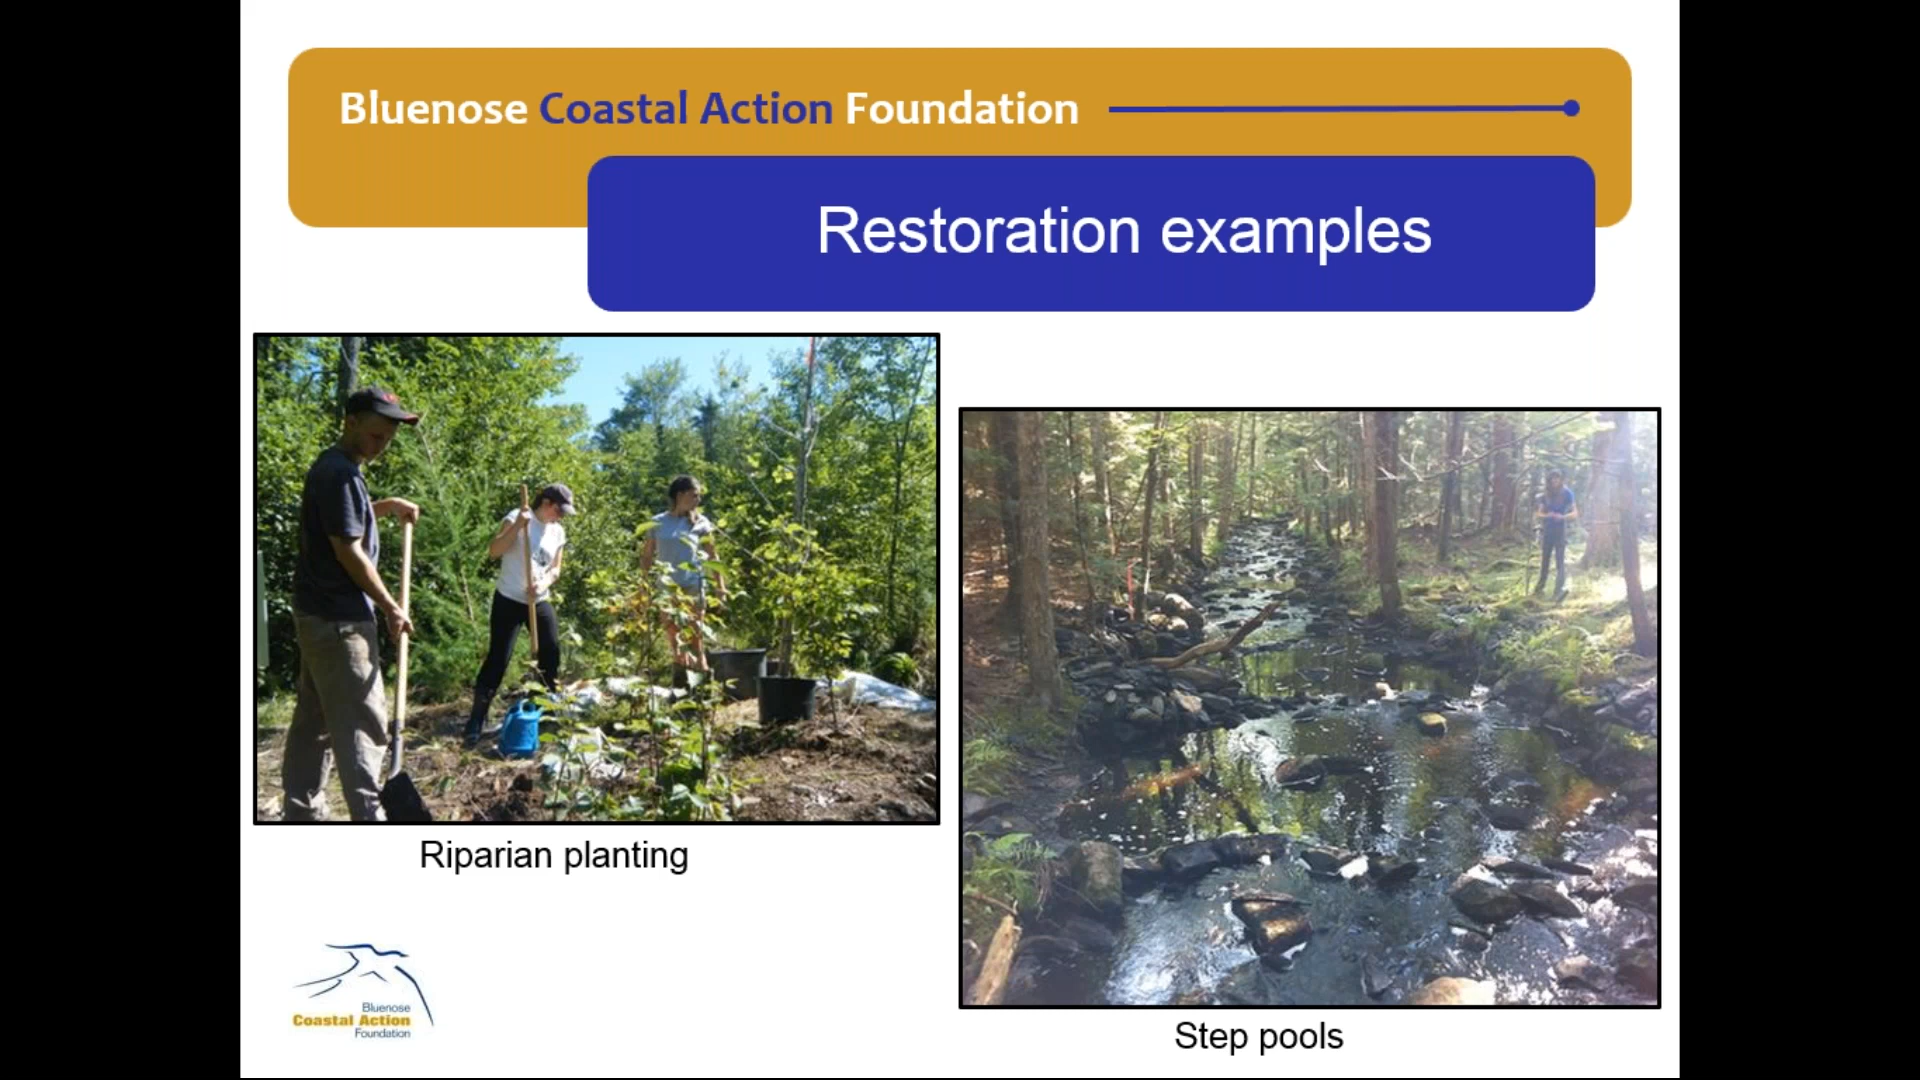 Bluenose Coastal Action Foundation
Restoration examples
Riparian planting
Step pools
Bluenose
Coastal Action
Foundation